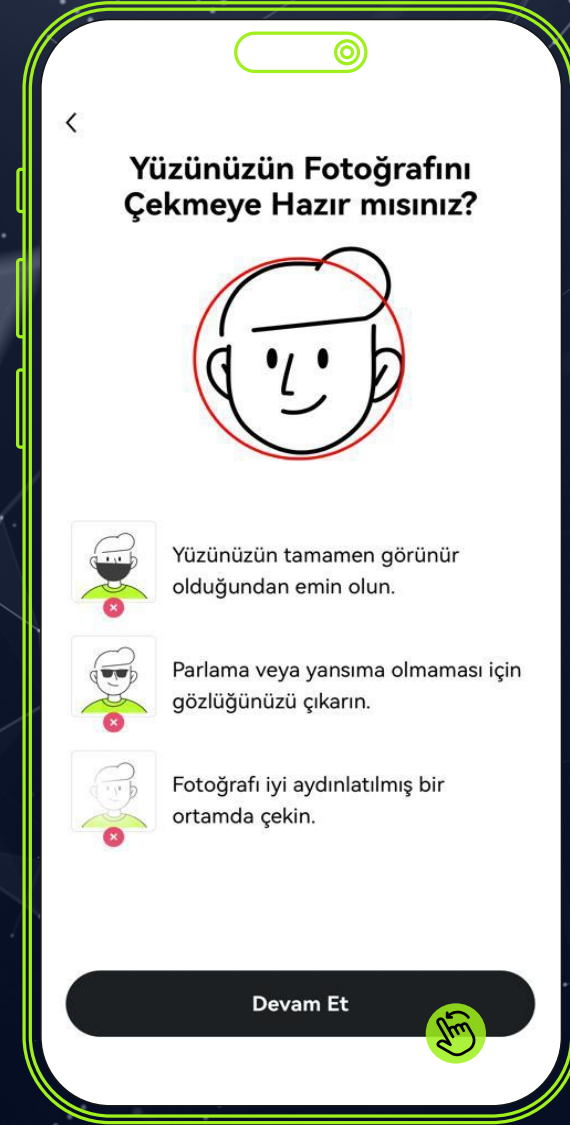 Yüzünüzün Fotoğrafını
Çekmeye Hazır mısınız?
Yüzünüzün tamamen görünür
olduğundan emin olun.
Parlama veya yansıma olmaması için
gözlüğünüzü çıkarın.
Fotoğrafı iyi aydınlatılmış bir
ortamda çekin.
Devam Et